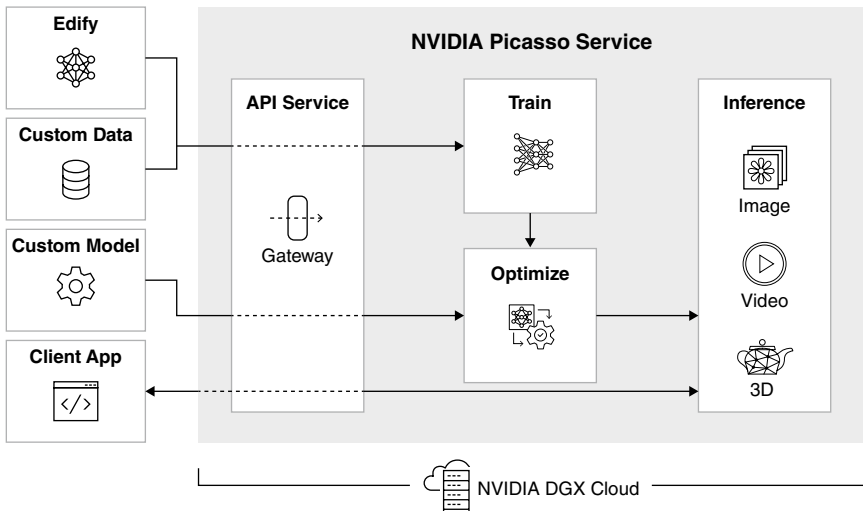 Edify
Custom Data
Custom Model
Client App
</>
NVIDIA Picasso Service
API Service
Gateway
Train
Optimize
Inference
Image
Video
3D
NVIDIA DGX Cloud